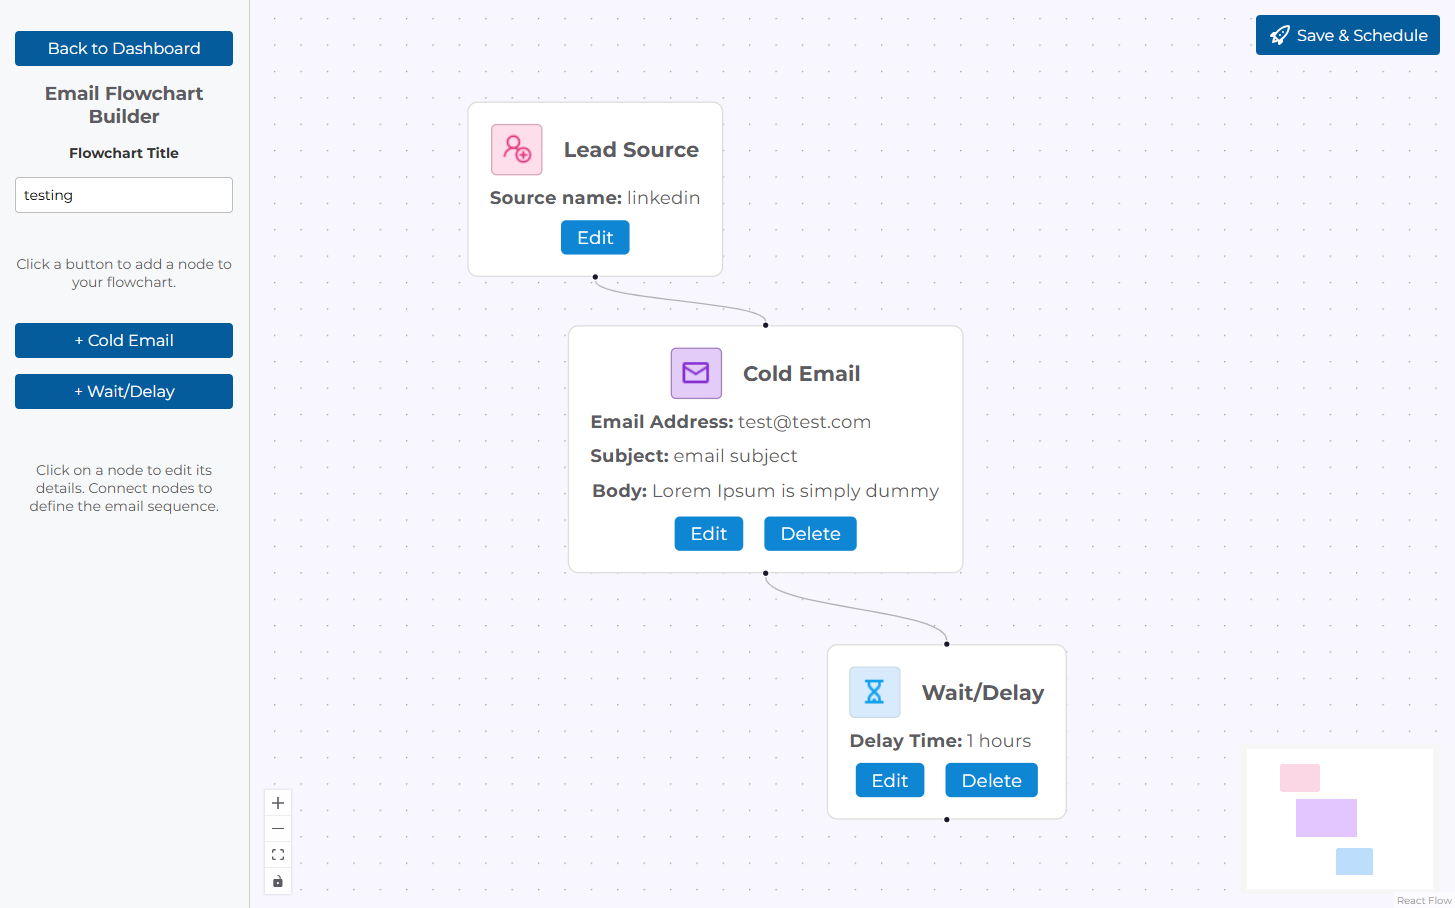 Back to Dashboard
Email Flowchart
Builder
Flowchart Title
testing
Click a button to add a node to
your flowchart.
+ Cold Email
+ Wait/Delay
Click on a node to edit its
details. Connect nodes to
define the email sequence.
Save & Schedule
Lead Source
Source name: linkedin
Edit
Cold Email
Email Address: test@test.com
Subject: email subject
Body: Lorem Ipsum is simply dummy
Edit Delete
Wait/Delay
Delay Time: 1 hours
Edit Delete
React Flow